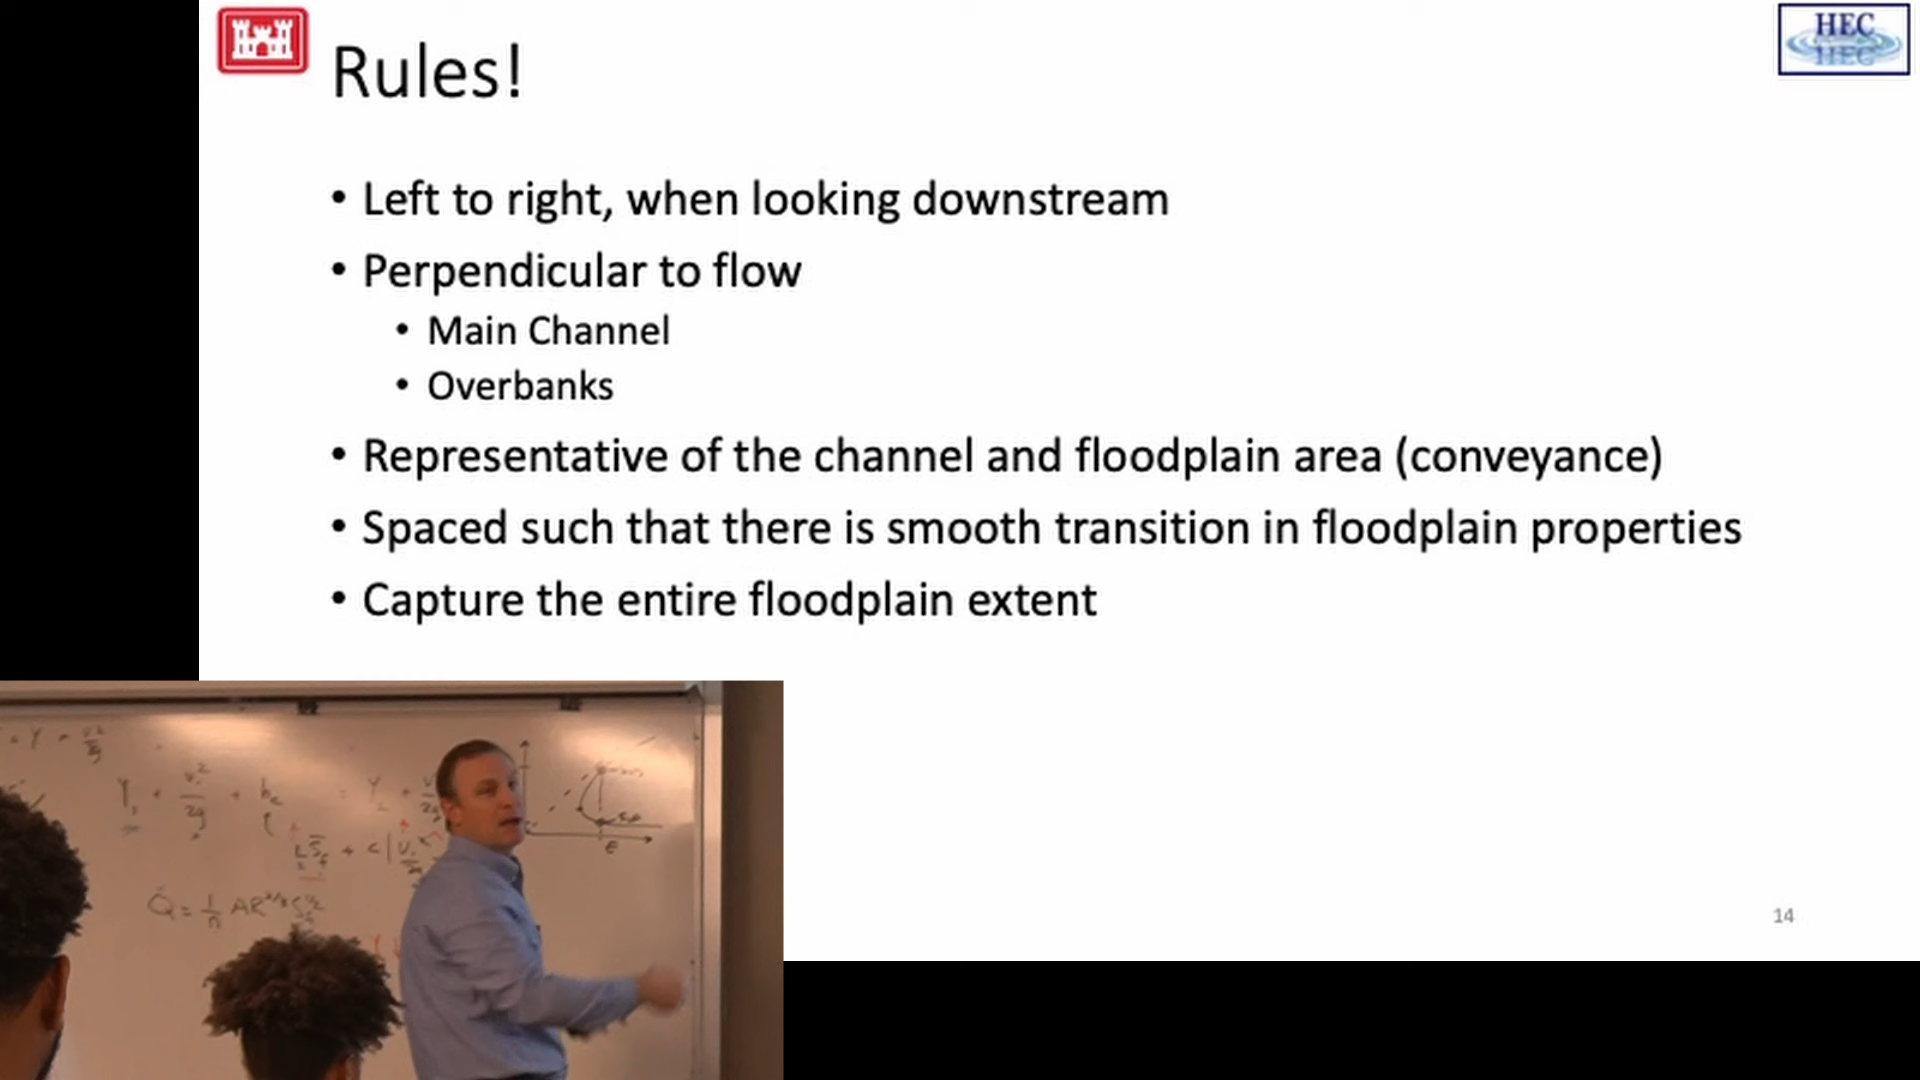 HEC
Rules!
• Left to right, when looking downstream
• Perpendicular to flow
• Main Channel
• Overbanks
• Representative of the channel and floodplain area (conveyance)
• Spaced such that there is smooth transition in floodplain properties
• Capture the entire floodplain extent
14